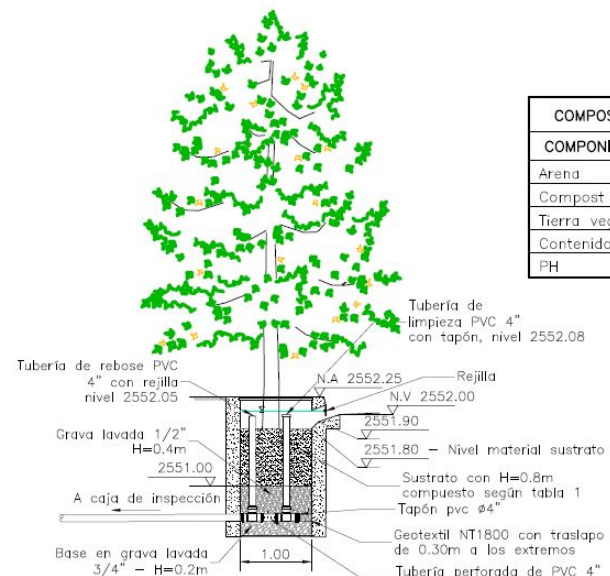 COMPOS
COMPONE
Arena
Compost
Tierra veg
Contenido
PH
Tubería de
limpieza PVC 4"
con tapón, nivel 2552.08
Tubería de rebose PVC
4" con rejilla
nivel 2552.05
N.A 2552.25
Rejilla
N.V 2552.00
2551.90
Grava lavada 1/2"
H=0.4m
2551.80 – Nivel material sustrato
2551.00
Sustrato con H=0.8m
compuesto según tabla 1
A caja de inspección
Tapón pvc ø4"
Geotextil NT1800 con traslapo
de 0.30m a los extremos
Base en grava lavada
3/4" – H=0.2m
1.00
Tubería perforada de PVC 4"